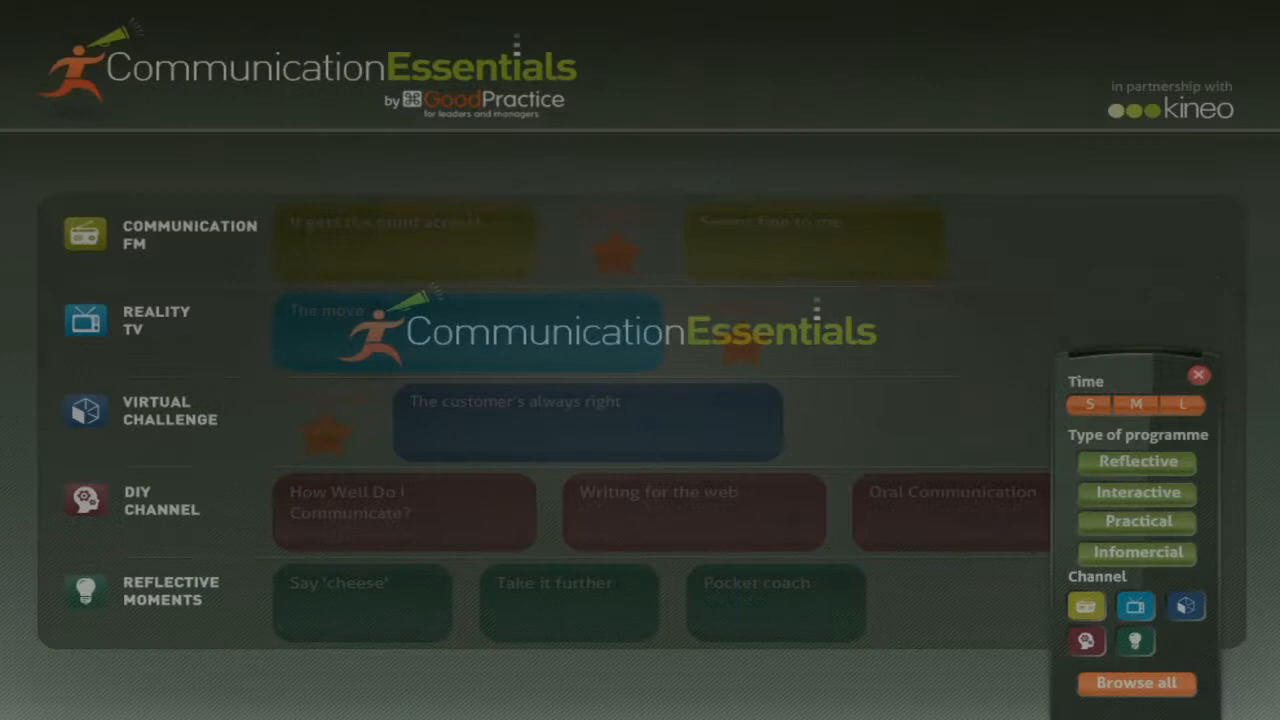 CommunicationEssentials
by GoodPractice
for leaders and managers.
in partnership with
kineo
COMMUNICATION
FM
It gets the point across!
Sounds fine to me
REALITY
TV
The move
CommunicationEssentials
VIRTUAL
CHALLENGE
The customer's always right
DIY
CHANNEL
How Well Do I
Communicate?
Writing for the web
Oral Communication
REFLECTIVE
MOMENTS
Say 'cheese'
Take it further
Pocket coach
Time
S M L
Type of programme
Reflective
Interactive
Practical
Infomercial
Channel
Browse all